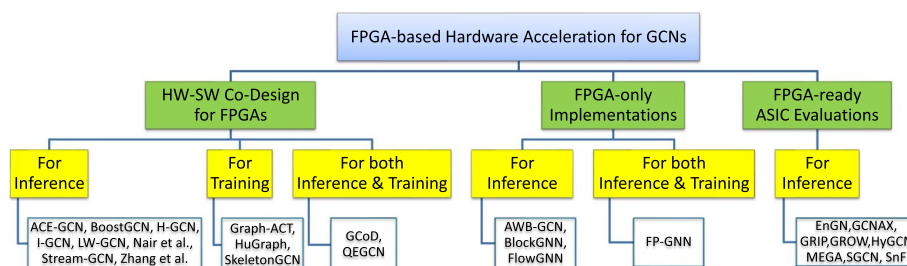 FPGA-based Hardware Acceleration for GCNs
HW-SW Co-Design
for FPGAs
FPGA-only
Implementations
FPGA-ready
ASIC Evaluations
For
Inference
For
Training
For both
Inference & Training
For
Inference
For both
Inference & Training
For
Inference
ACE-GCN, BoostGCN, H-GCN,
I-GCN, LW-GCN, Nair et al.,
Stream-GCN, Zhang et al.
Graph-ACT,
HuGraph,
SkeletonGCN
GCoD,
QEGCN
AWB-GCN,
BlockGNN,
FlowGNN
FP-GNN
EnGN,GCNAX,
GRIP,GROW,HyGCN
MEGA,SGCN, SnF